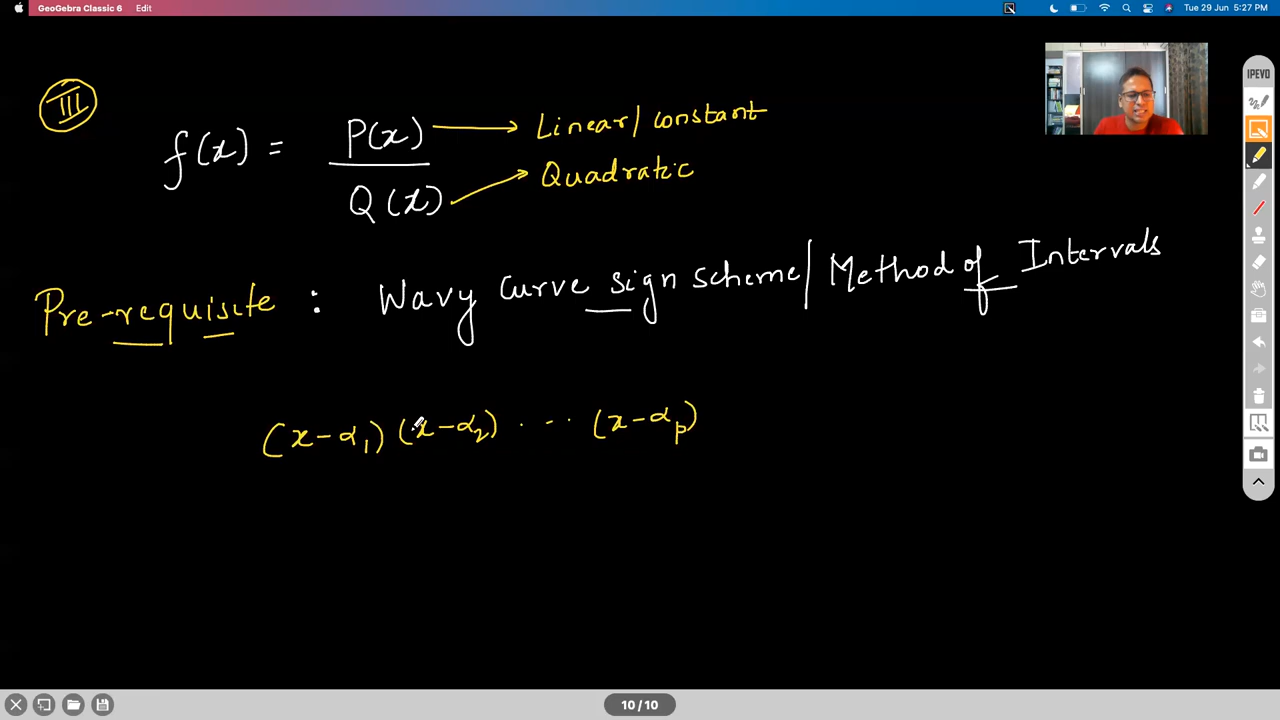 GeoGebra Classic 6 Edit Tue 29 Jun 5:27 PM
IPEVO
III
f(x) = P(x) / Q(x)
Linear/constant
Quadratic
Pre-requisite : Wavy Curve sign scheme/ Method of Intervals
(x-α₁) (x-α₂) . - .. (x-αₚ)
10/10